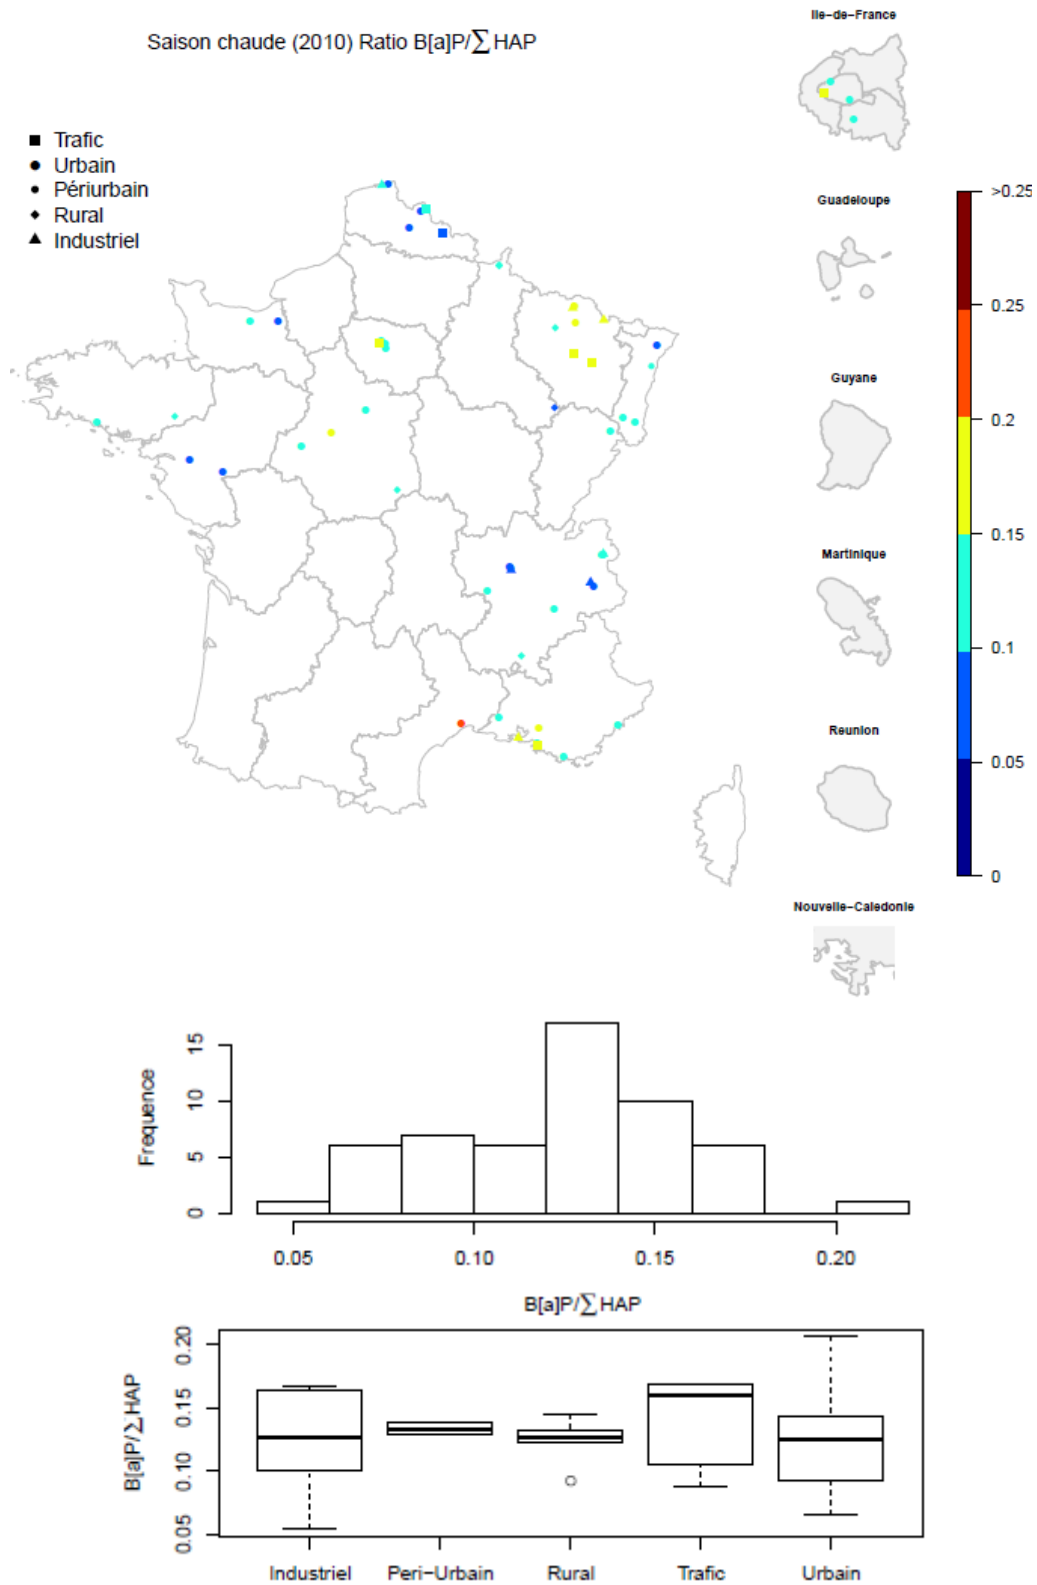 Saison chaude (2010) Ratio B[a]P/∑HAP
Trafic
Urbain
Périurbain
Rural
Industriel
Ile-de-France
Guadeloupe
Guyane
Martinique
Reunion
Nouvelle-Caledonie
>0.25
0.25
0.2
0.15
0.1
0.05
0
Frequence
15
10
5
0
0.05 0.10 0.15 0.20
B[a]P/∑HAP
B[a]P/∑HAP
0.20
0.15
0.10
0.05
Industriel Peri-Urbain Rural Trafic Urbain